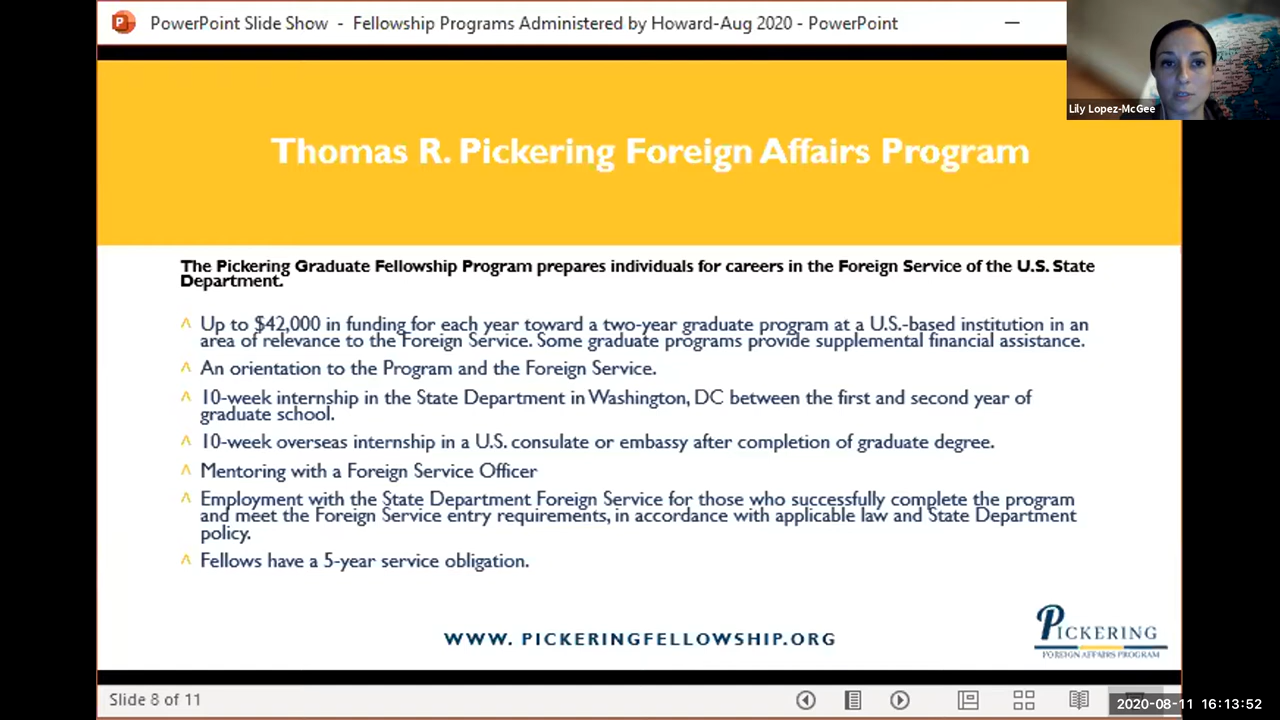 PowerPoint Slide Show - Fellowship Programs Administered by Howard-Aug 2020 - PowerPoint
Lily Lopez-McGee
Thomas R. Pickering Foreign Affairs Program
The Pickering Graduate Fellowship Program prepares individuals for careers in the Foreign Service of the U.S. State
Department.
^ Up to $42,000 in funding for each year toward a two-year graduate program at a U.S.-based institution in an
area of relevance to the Foreign Service. Some graduate programs provide supplemental financial assistance.
^ An orientation to the Program and the Foreign Service.
^ 10-week internship in the State Department in Washington, DC between the first and second year of
graduate school.
^ 10-week overseas internship in a U.S. consulate or embassy after completion of graduate degree.
^ Mentoring with a Foreign Service Officer
^ Employment with the State Department Foreign Service for those who successfully complete the program
and meet the Foreign Service entry requirements, in accordance with applicable law and State Department
policy.
^ Fellows have a 5-year service obligation.
WWW. PICKERINGFELLOWSHIP.ORG
PICKERING
FOREIGN AFFAIRS PROGRAM
Slide 8 of 11
2020-08-11 16:13:52